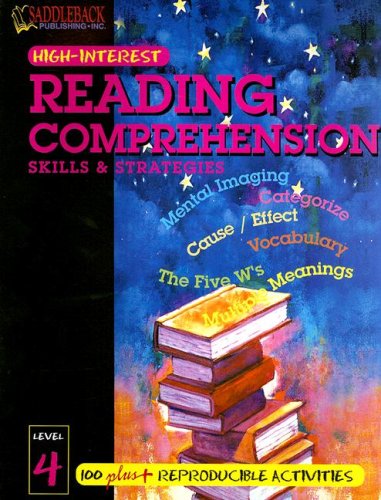 SADDLEBACK
PUBLISHING • INC.
HIGH-INTEREST
READING
COMPREHENSION
SKILLS & STRATEGIES
Mental Imaging
Categorize
Cause / Effect
Vocabulary
The Five W's
Multiple Meanings
LEVEL
4
100 plus+ REPRODUCIBLE ACTIVITIES